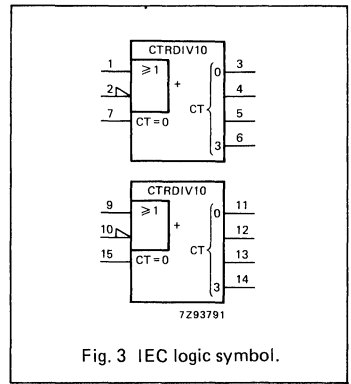 CTRDIV10
1 ≥1 0 3
2 + 4
7 CT=0 CT 5
3 6
CTRDIV10
9 ≥1 0 11
10 + 12
15 CT=0 CT 13
3 14
7Z93791
Fig. 3 IEC logic symbol.